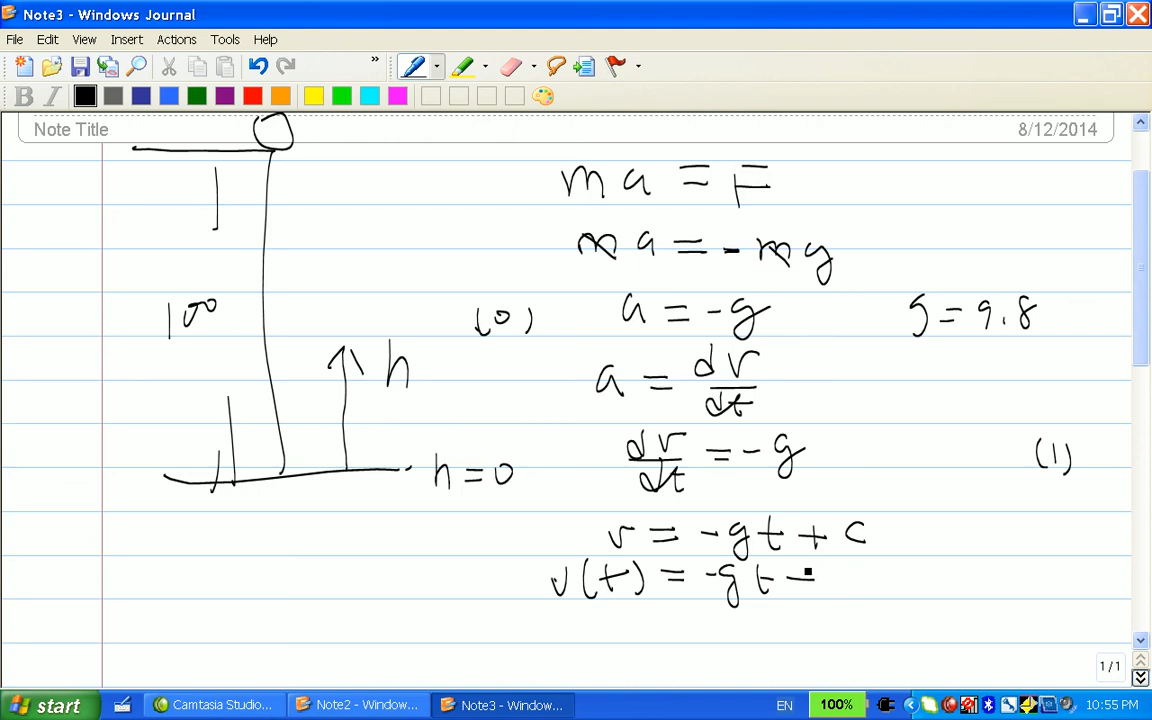 Note3 - Windows Journal
File Edit View Insert Actions Tools Help
»
B I
Note Title 8/12/2014
ma = F
ma = -mg
100 (0) a = -g g = 9.8
h a = dv/dt
h = 0 dv/dt = -g (1)
v = -gt + c
v(t) = -gt -
1/1
start Camtasia Studio... Note2 - Window... Note3 - Window... EN 100% 10:55 PM